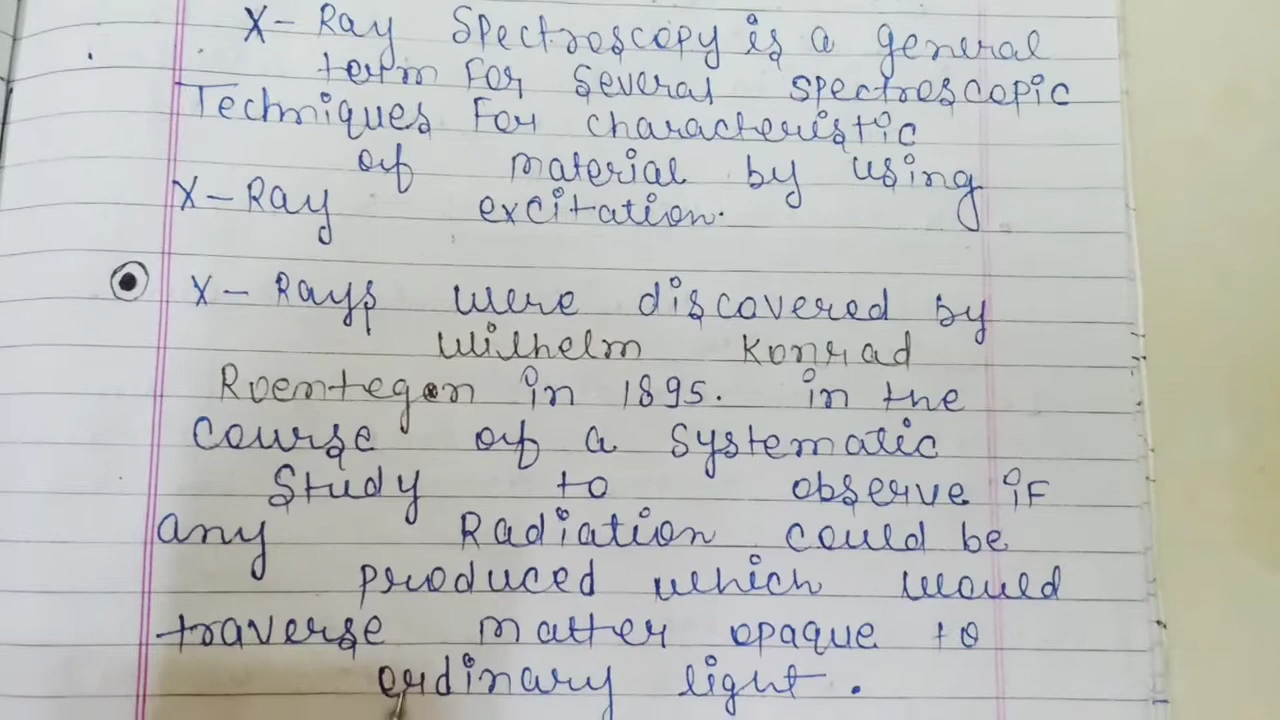 X-Ray Spectroscopy is a general
term for several spectroscopic
Techniques for characteristic
of material by using
X-Ray excitation.
X-Rays were discovered by
Wilhelm Konrad
Roentegon in 1895. in the
course of a systematic
Study to observe if
any Radiation could be
produced which would
traverse matter opaque to
ordinary light.